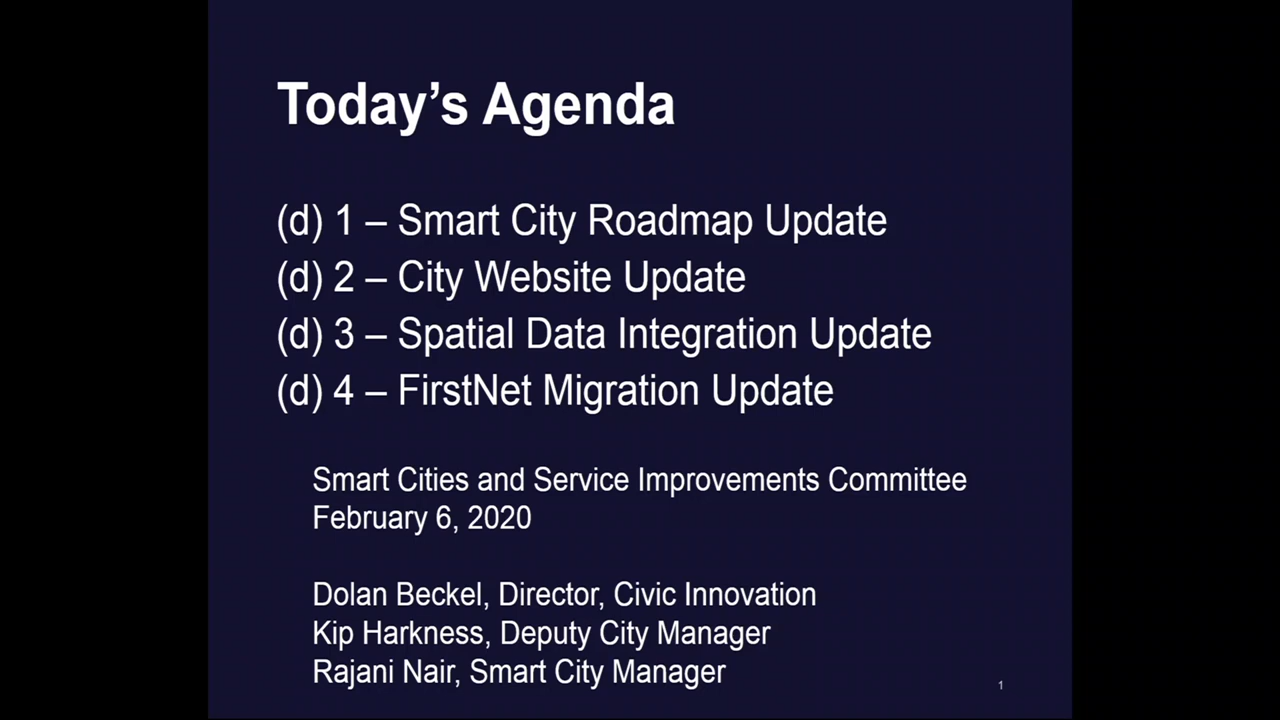 Today’s Agenda
(d) 1 – Smart City Roadmap Update
(d) 2 – City Website Update
(d) 3 – Spatial Data Integration Update
(d) 4 – FirstNet Migration Update
Smart Cities and Service Improvements Committee
February 6, 2020
Dolan Beckel, Director, Civic Innovation
Kip Harkness, Deputy City Manager
Rajani Nair, Smart City Manager
1